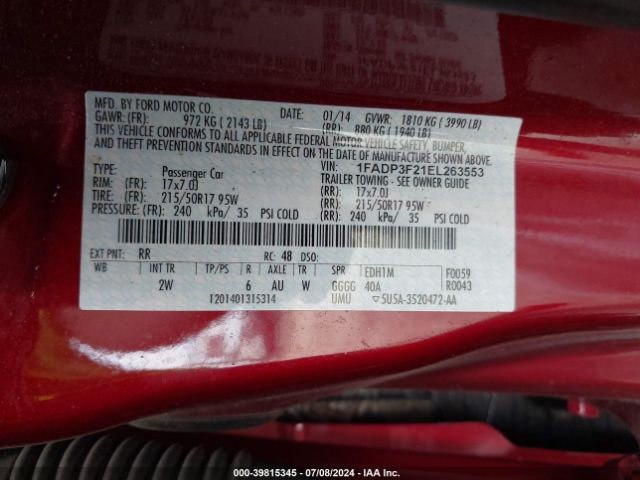 MFD. BY FORD MOTOR CO.
DATE: 01/14 GVWR: 1810 KG ( 3990 LB)
GAWR: (FR): 972 KG ( 2143 LB) (RR): 880 KG ( 1940 LB)
THIS VEHICLE CONFORMS TO ALL APPLICABLE FEDERAL MOTOR VEHICLE SAFETY, BUMPER,
AND THEFT PREVENTION STANDARDS IN EFFECT ON THE DATE OF MANUFACTURE SHOWN ABOVE.
VIN: 1FADP3F21EL263553
TYPE: Passenger Car TRAILER TOWING - SEE OWNER GUIDE
RIM: (FR) 17x7.0J (RR): 17x7.0J
TIRE: (FR) 215/50R17 95W (RR): 215/50R17 95W
PRESSURE: (FR) 240 kPa/ 35 PSI COLD (RR): 240 kPa/ 35 PSI COLD
EXT PNT: RR RC: 48 DSO:
WB INT TR TP/PS R AXLE TR SPR EDH1M F0059
2W 6 AU W GGGG 40A R0043
T201401315314 UMU ▽5U5A-3520472-AA
000-39815345 - 07/08/2024 - IAA Inc.